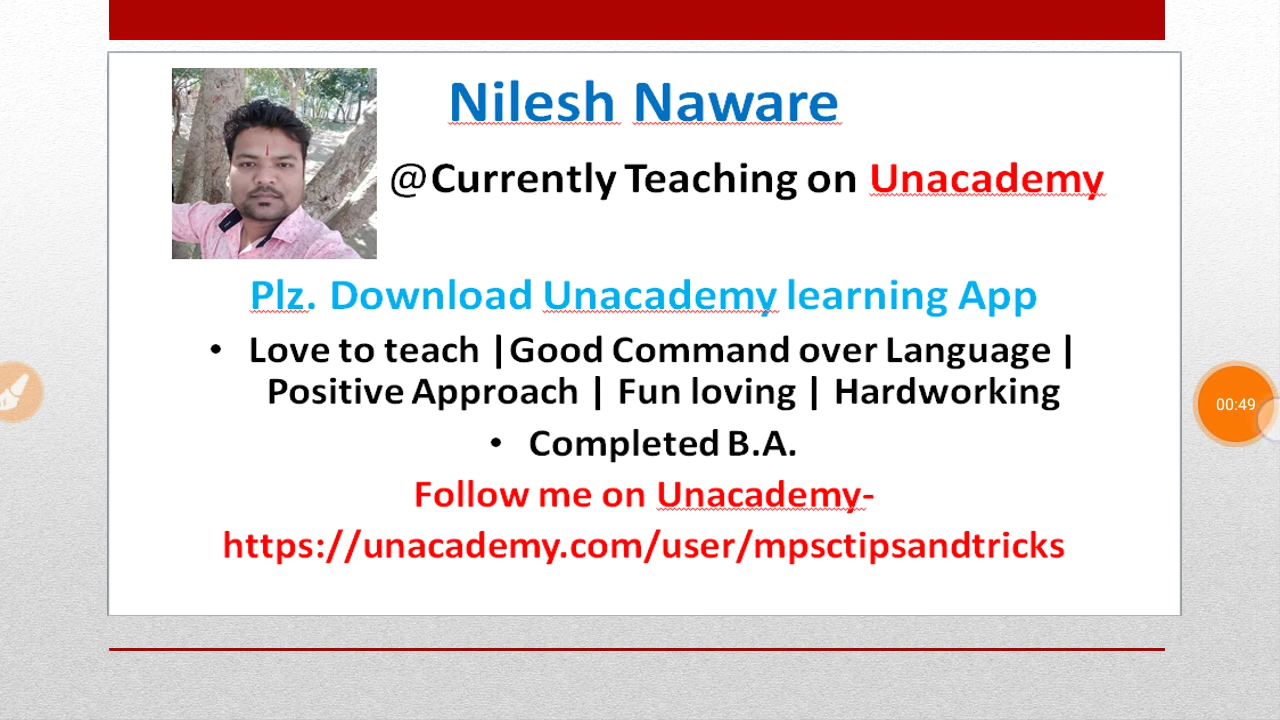 Nilesh Naware
@Currently Teaching on Unacademy
Plz. Download Unacademy learning App
• Love to teach |Good Command over Language |
Positive Approach | Fun loving | Hardworking
• Completed B.A.
Follow me on Unacademy-
https://unacademy.com/user/mpsctipsandtricks
00:49